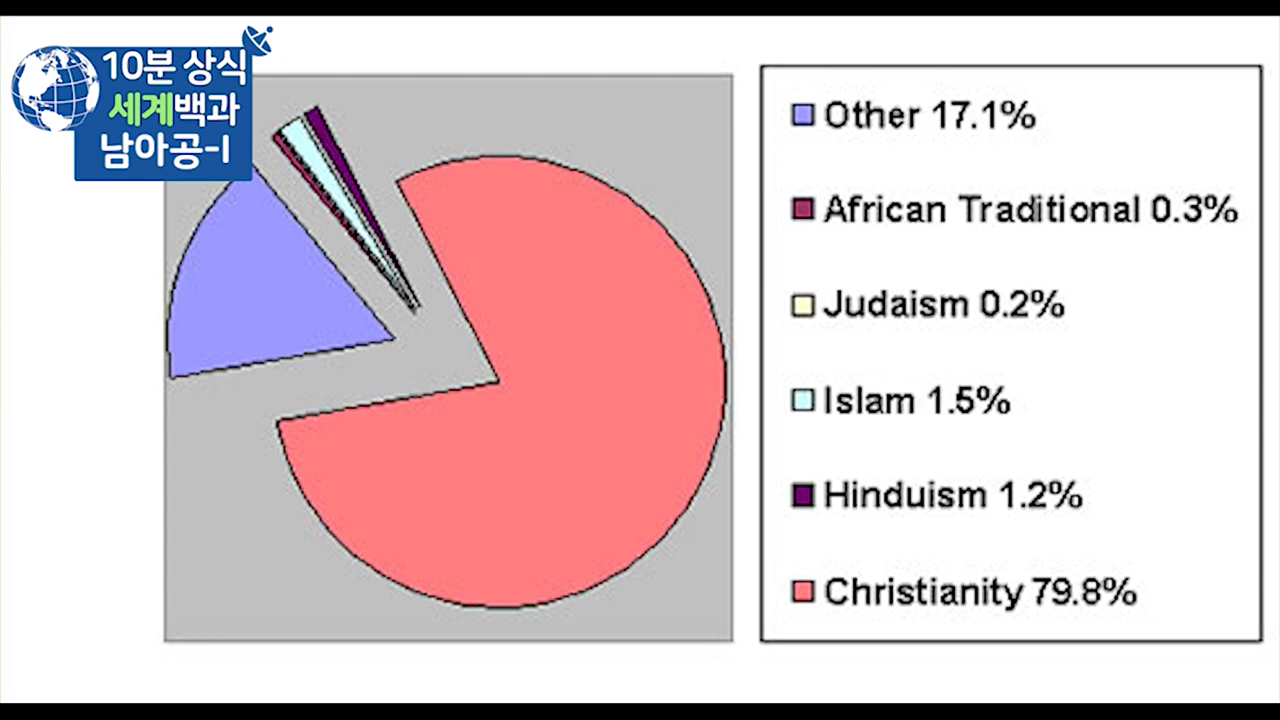 10분 상식
세계백과
남아공-I
Other 17.1%
African Traditional 0.3%
Judaism 0.2%
Islam 1.5%
Hinduism 1.2%
Christianity 79.8%